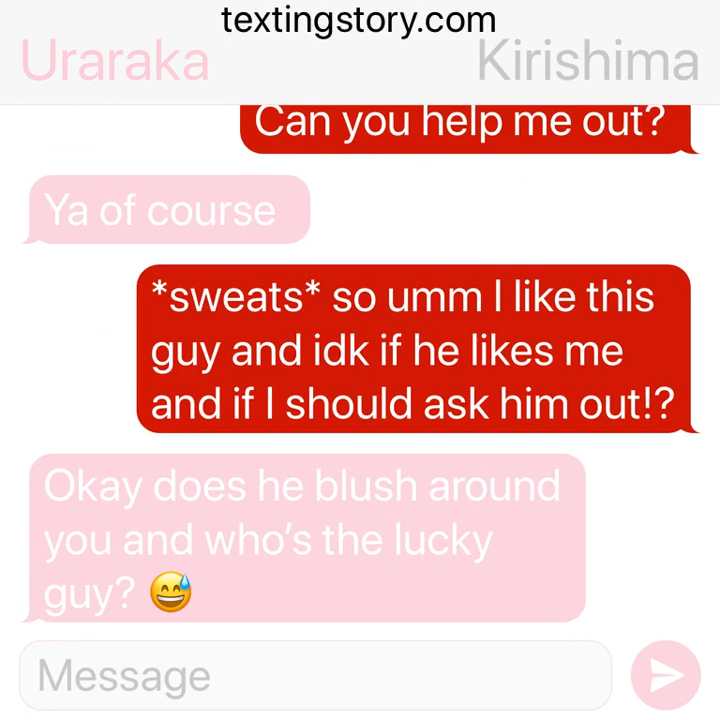 textingstory.com
Uraraka
Kirishima
Can you help me out?
Ya of course
*sweats* so umm I like this
guy and idk if he likes me
and if I should ask him out!?
Okay does he blush around
you and who’s the lucky
guy? 😅
Message